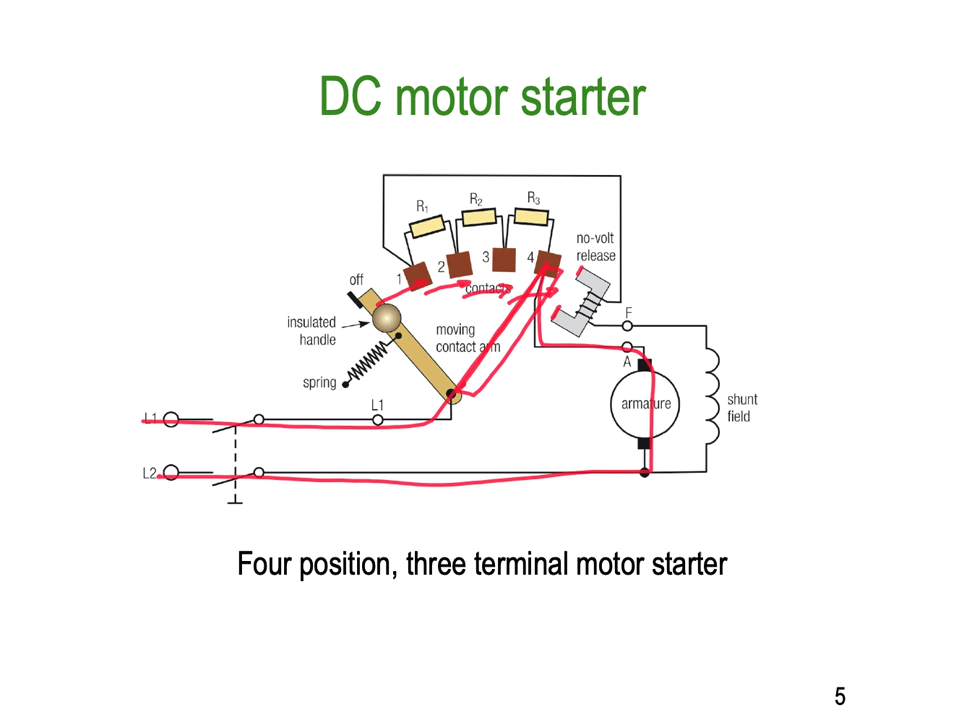 DC motor starter
R1
R2
R3
no-volt
release
1
2
3
4
off
contacts
insulated
handle
moving
contact arm
spring
F
A
armature
shunt
field
L1
L1
L2
Four position, three terminal motor starter
5